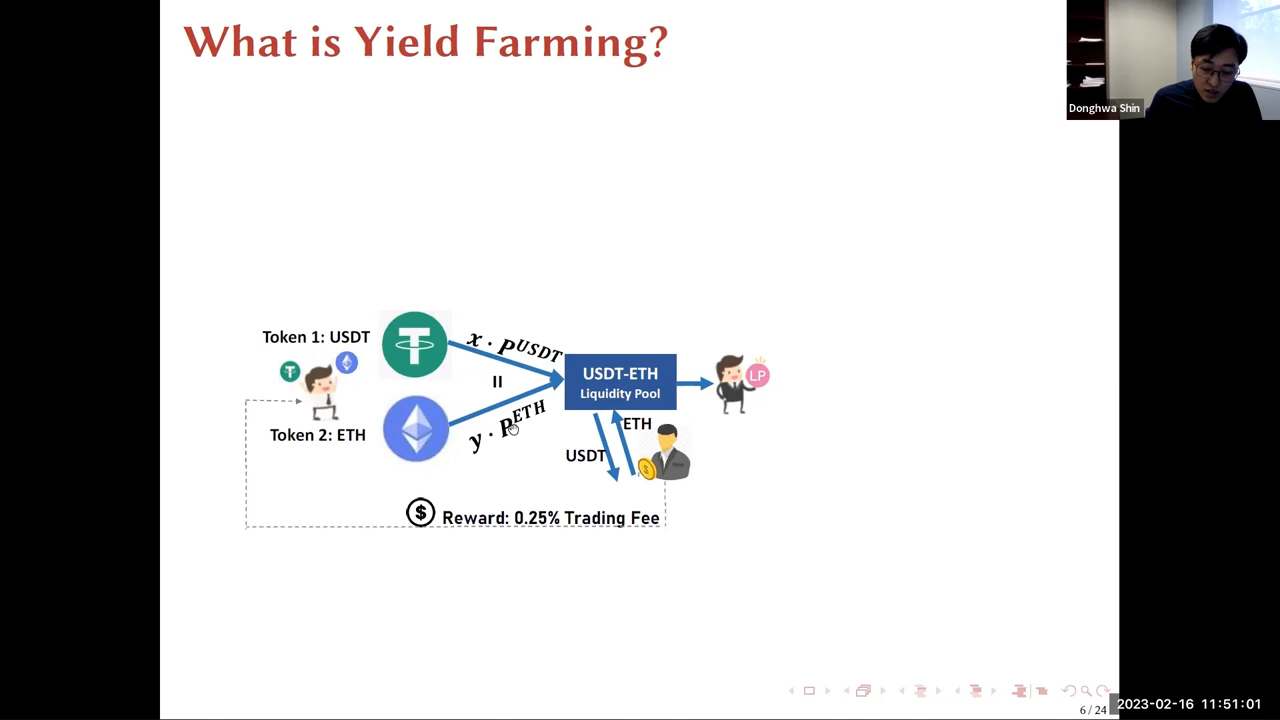 What is Yield Farming?
Donghwa Shin
Token 1: USDT
x · p^USDT
=
USDT-ETH
Liquidity Pool
LP
y · p^ETH
Token 2: ETH
ETH
USDT
$ Reward: 0.25% Trading Fee
6 / 24
2023-02-16 11:51:01